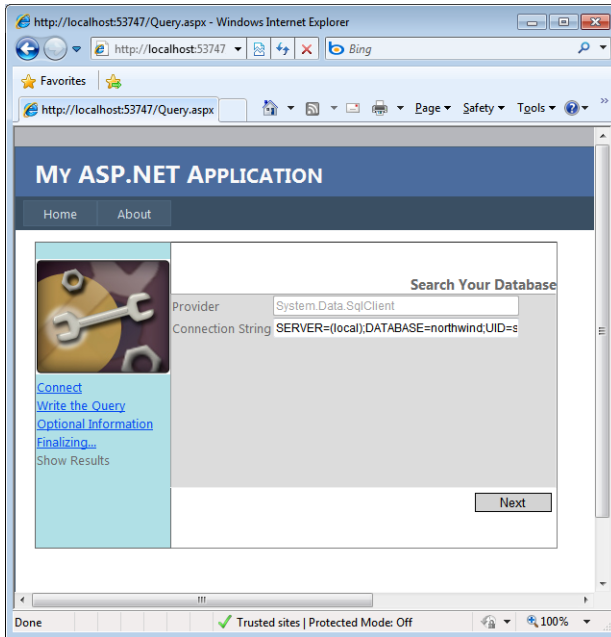 http://localhost:53747/Query.aspx - Windows Internet Explorer
http://localhost:53747 Bing
Favorites
http://localhost:53747/Query.aspx Page Safety Tools »
MY ASP.NET APPLICATION
Home About
Search Your Database
Provider System.Data.SqlClient
Connection String SERVER=(local);DATABASE=northwind;UID=s
Connect
Write the Query
Optional Information
Finalizing...
Show Results
Next
Done Trusted sites | Protected Mode: Off 100%